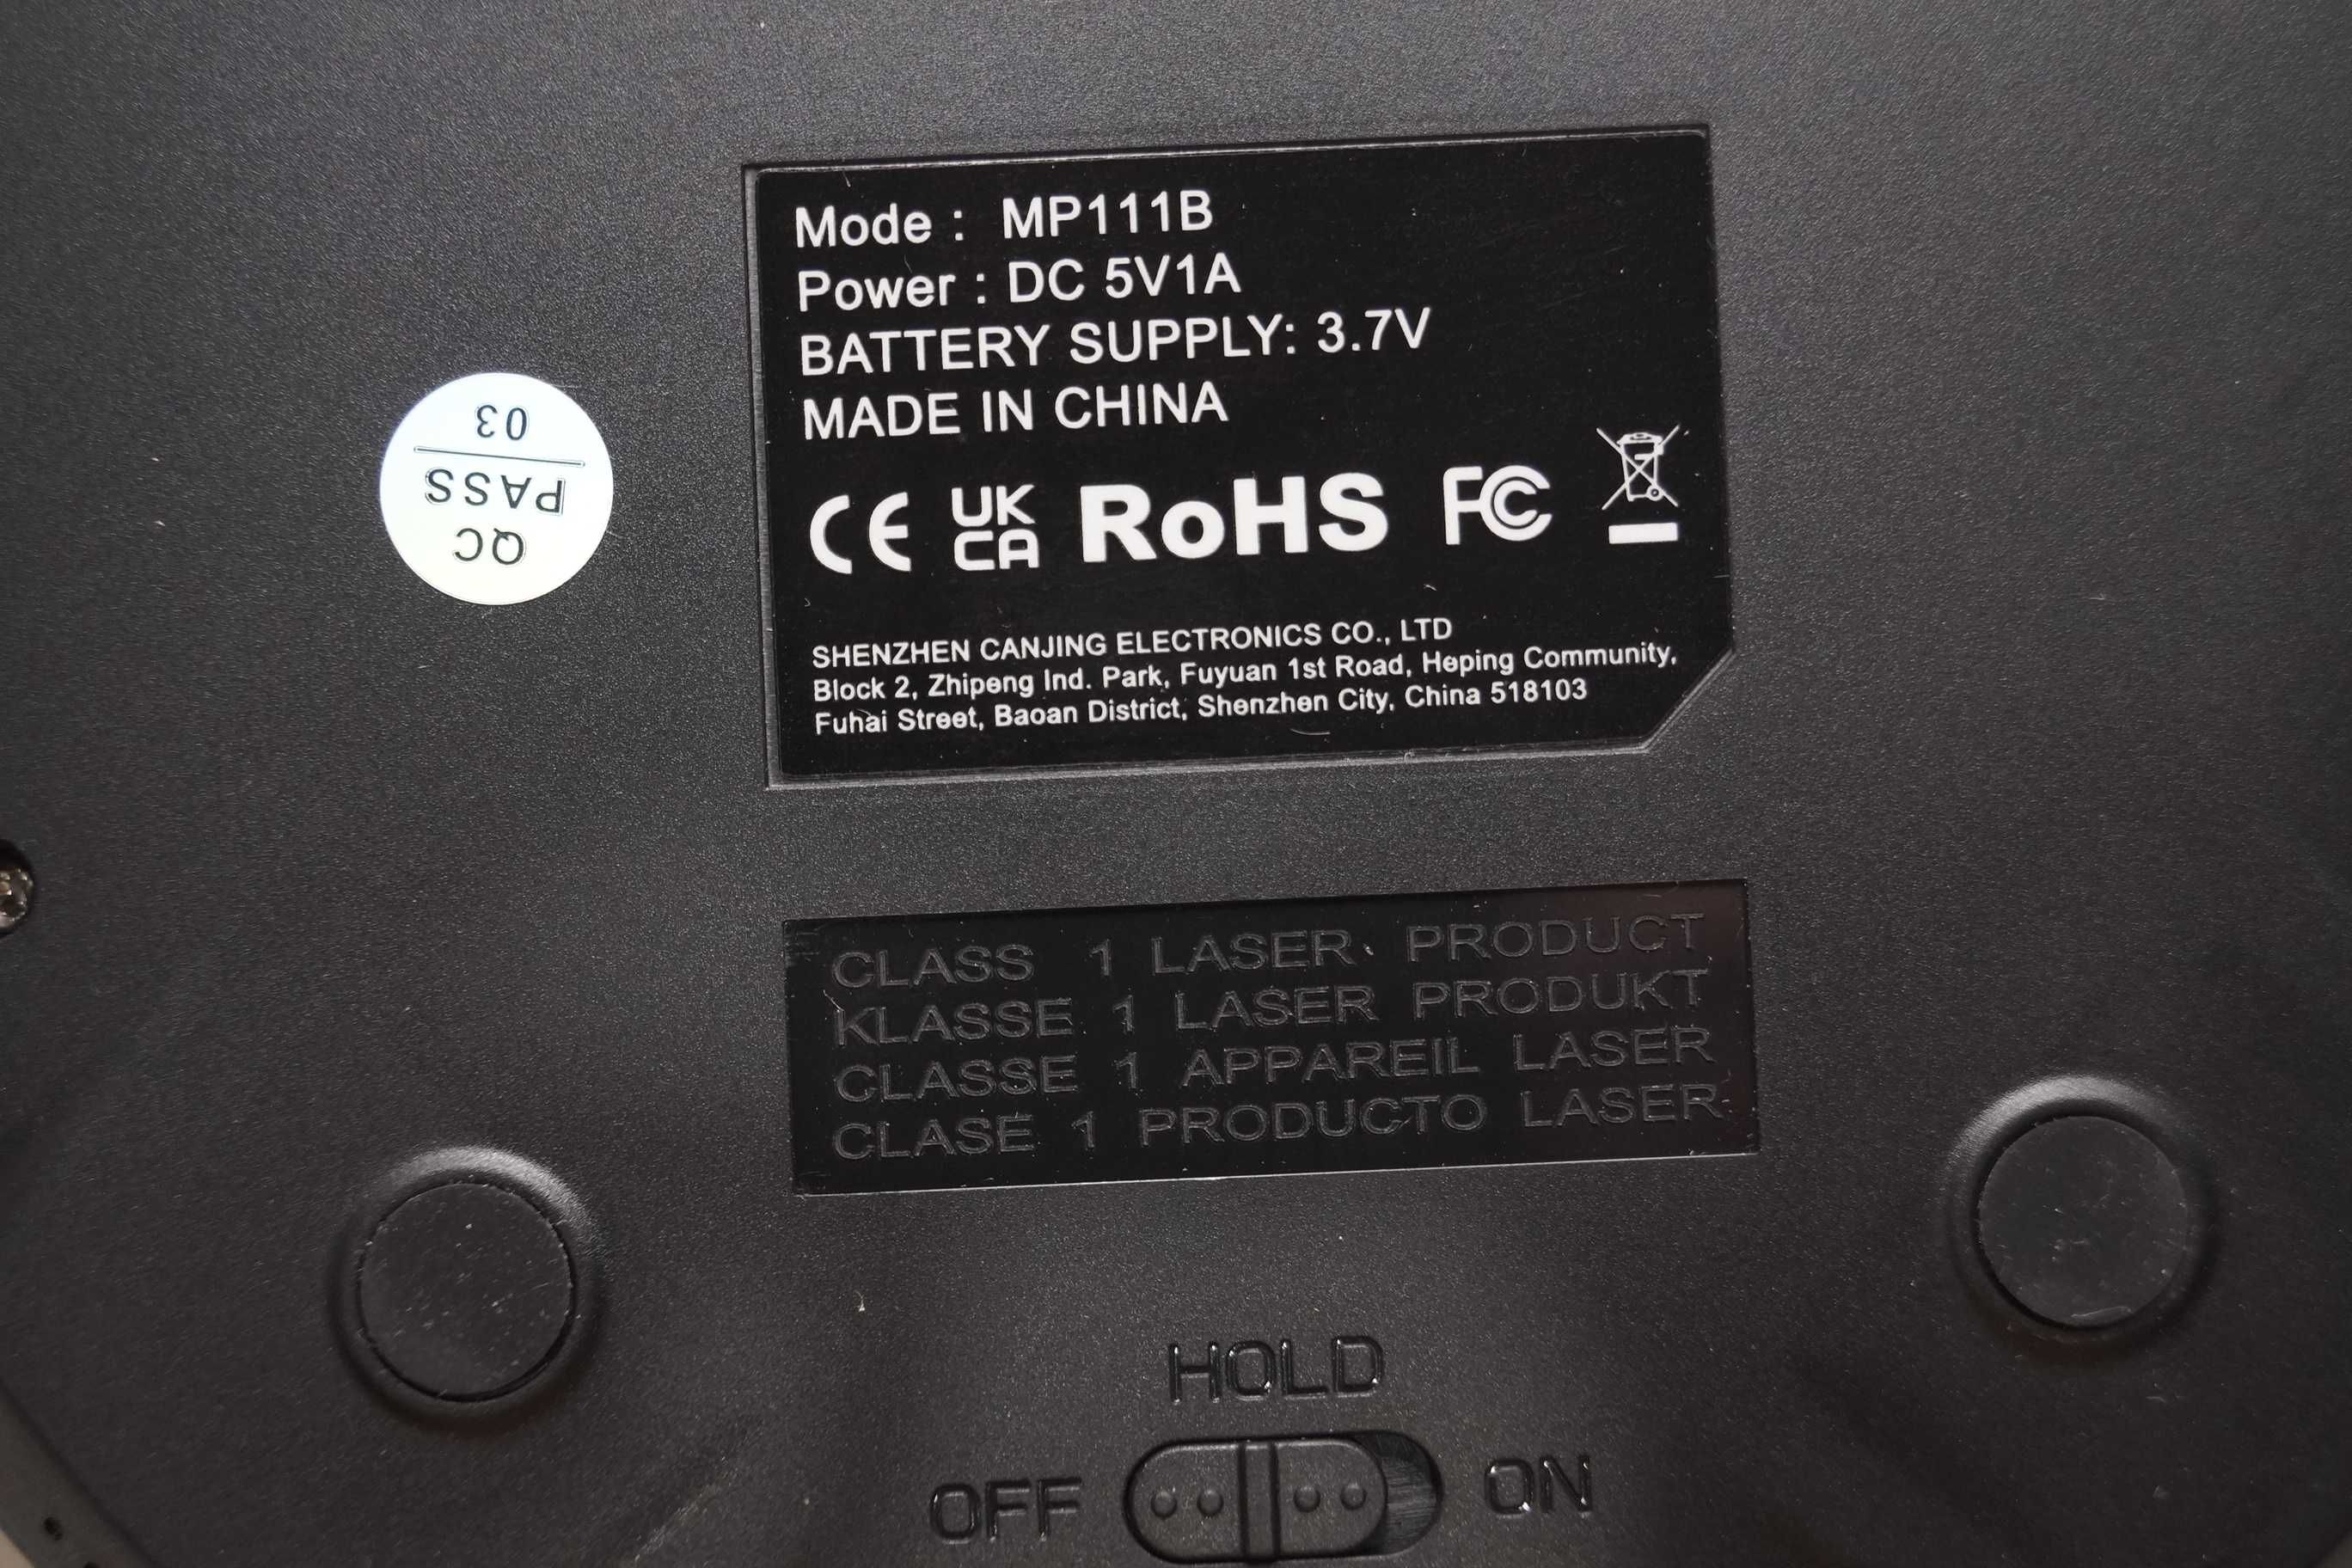 Mode : MP111B
Power : DC 5V1A
BATTERY SUPPLY: 3.7V
MADE IN CHINA
CE UK CA RoHS FC
SHENZHEN CANJING ELECTRONICS CO., LTD
Block 2, Zhipeng Ind. Park, Fuyuan 1st Road, Heping Community,
Fuhai Street, Baoan District, Shenzhen City, China 518103
QC
PASS
03
CLASS 1 LASER PRODUCT
KLASSE 1 LASER PRODUKT
CLASSE 1 APPAREIL LASER
CLASE 1 PRODUCTO LASER
HOLD
OFF ON